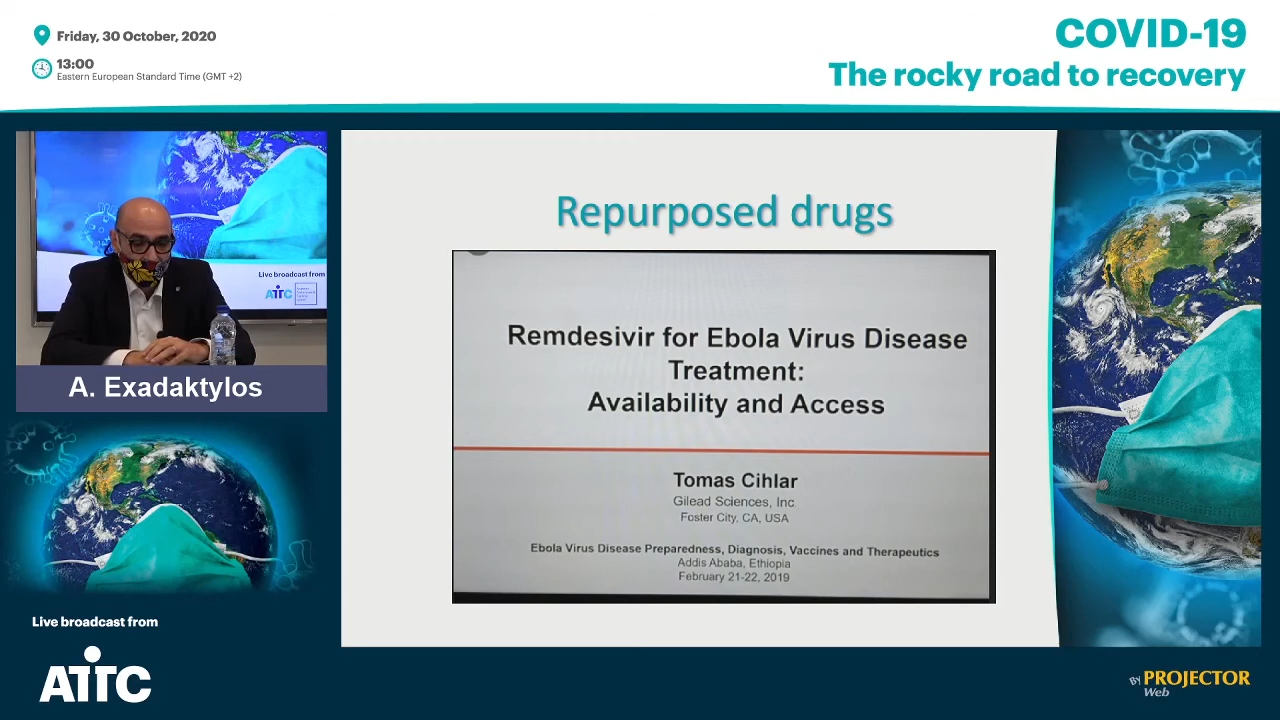 Friday, 30 October, 2020
13:00
Eastern European Standard Time (GMT +2)
COVID-19
The rocky road to recovery
Live broadcast from
ATTC
A. Exadaktylos
Repurposed drugs
Remdesivir for Ebola Virus Disease
Treatment:
Availability and Access
Tomas Cihlar
Gilead Sciences, Inc
Foster City, CA, USA
Ebola Virus Disease Preparedness, Diagnosis, Vaccines and Therapeutics
Addis Ababa, Ethiopia
February 21-22, 2019
Live broadcast from
ATTC
By PROJECTOR
Web